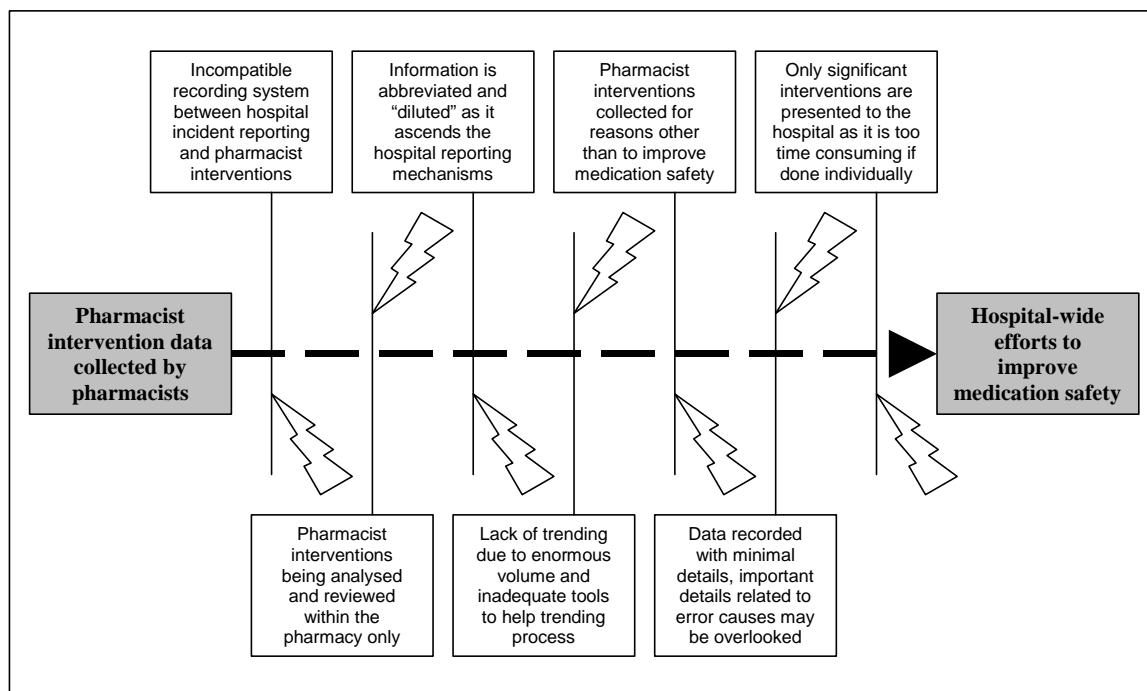 Incompatible
recording system
between hospital
incident reporting
and pharmacist
interventions
Information is
abbreviated and
“diluted” as it
ascends the
hospital reporting
mechanisms
Pharmacist
interventions
collected for
reasons other
than to improve
medication safety
Only significant
interventions are
presented to the
hospital as it is too
time consuming if
done individually
Pharmacist
intervention data
collected by
pharmacists
Hospital-wide
efforts to
improve
medication safety
Pharmacist
interventions
being analysed
and reviewed
within the
pharmacy only
Lack of trending
due to enormous
volume and
inadequate tools
to help trending
process
Data recorded
with minimal
details, important
details related to
error causes may
be overlooked